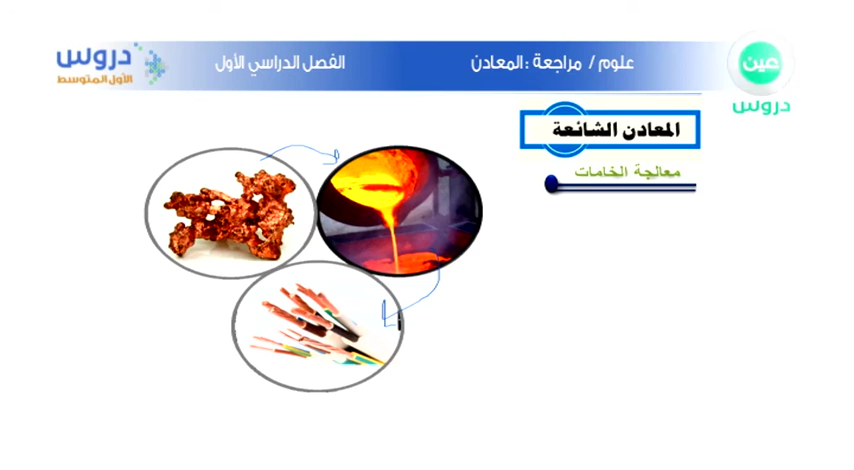 عين
دروس
علوم / مراجعة : المعادن
الفصل الدراسي الأول
دروس
الأول المتوسط
المعادن الشائعة
معالجة الخامات